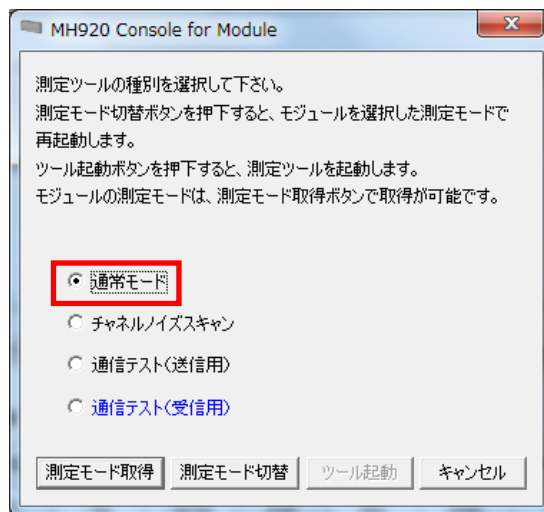 MH920 Console for Module
測定ツールの種別を選択して下さい。
測定モード切替ボタンを押下すると、モジュールを選択した測定モードで
再起動します。
ツール起動ボタンを押下すると、測定ツールを起動します。
モジュールの測定モードは、測定モード取得ボタンで取得が可能です。
通常モード
チャネルノイズスキャン
通信テスト(送信用)
通信テスト(受信用)
測定モード取得 測定モード切替 ツール起動 キャンセル